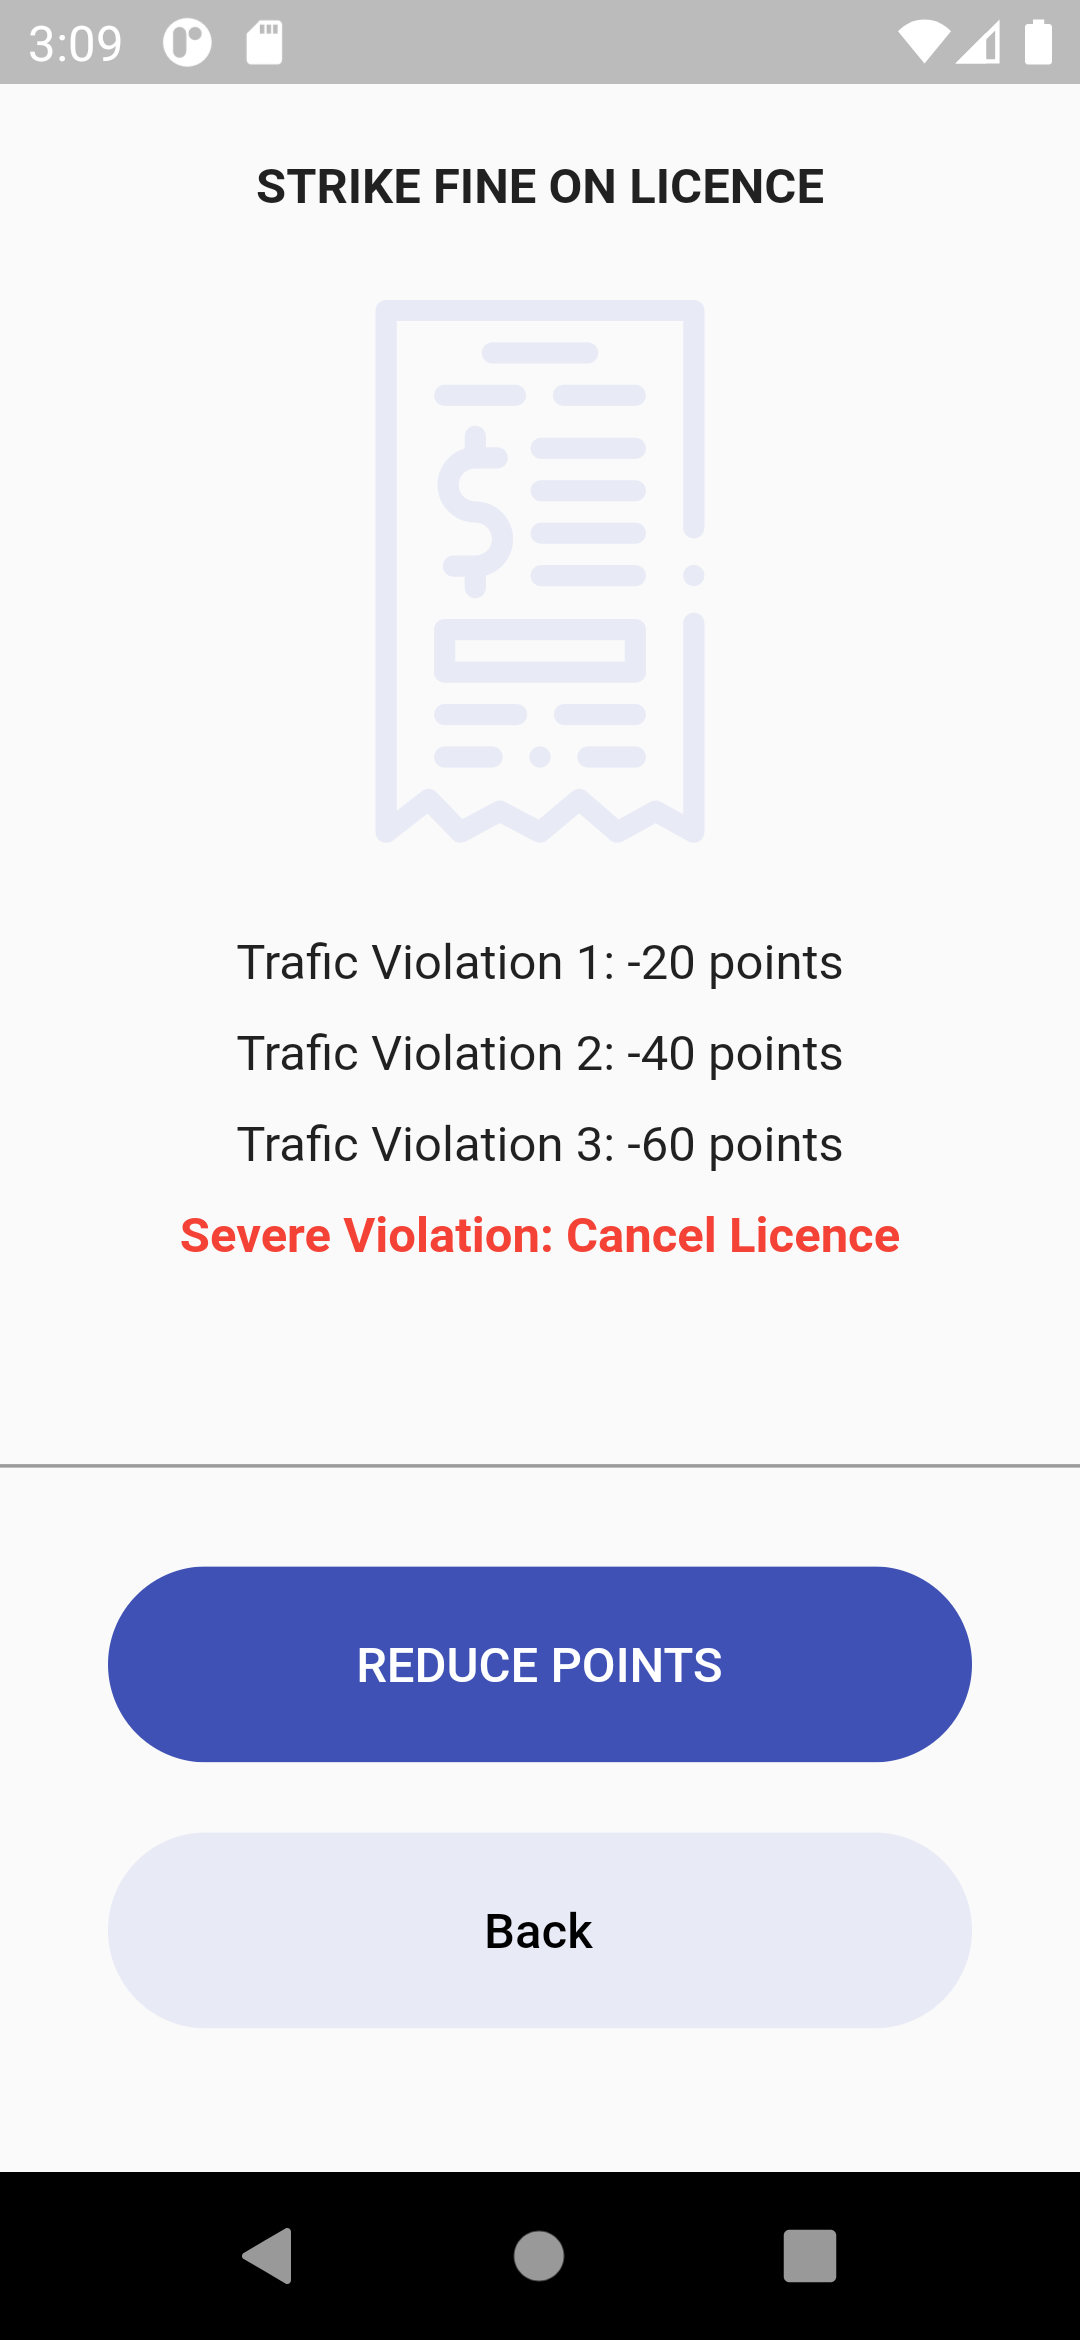 3:09
STRIKE FINE ON LICENCE
$
Trafic Violation 1: -20 points
Trafic Violation 2: -40 points
Trafic Violation 3: -60 points
Severe Violation: Cancel Licence
REDUCE POINTS
Back